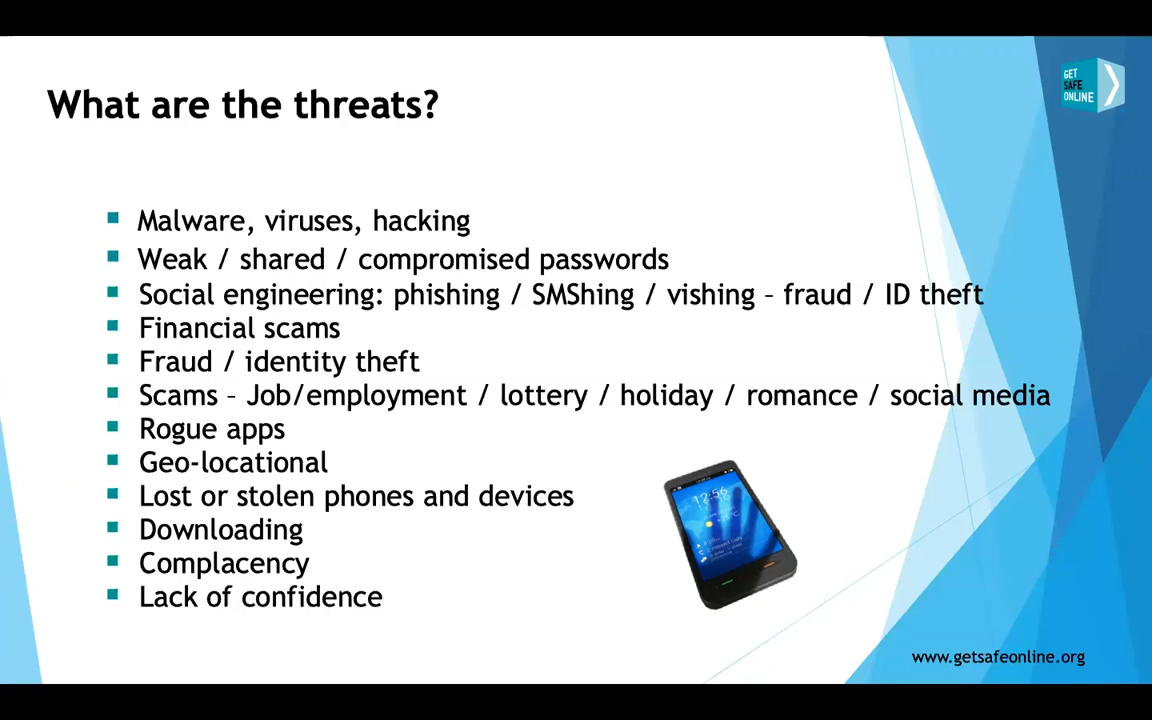 What are the threats?
GET
SAFE
ONLINE
Malware, viruses, hacking
Weak / shared / compromised passwords
Social engineering: phishing / SMShing / vishing – fraud / ID theft
Financial scams
Fraud / identity theft
Scams – Job/employment / lottery / holiday / romance / social media
Rogue apps
Geo-locational
Lost or stolen phones and devices
Downloading
Complacency
Lack of confidence
12:56
www.getsafeonline.org